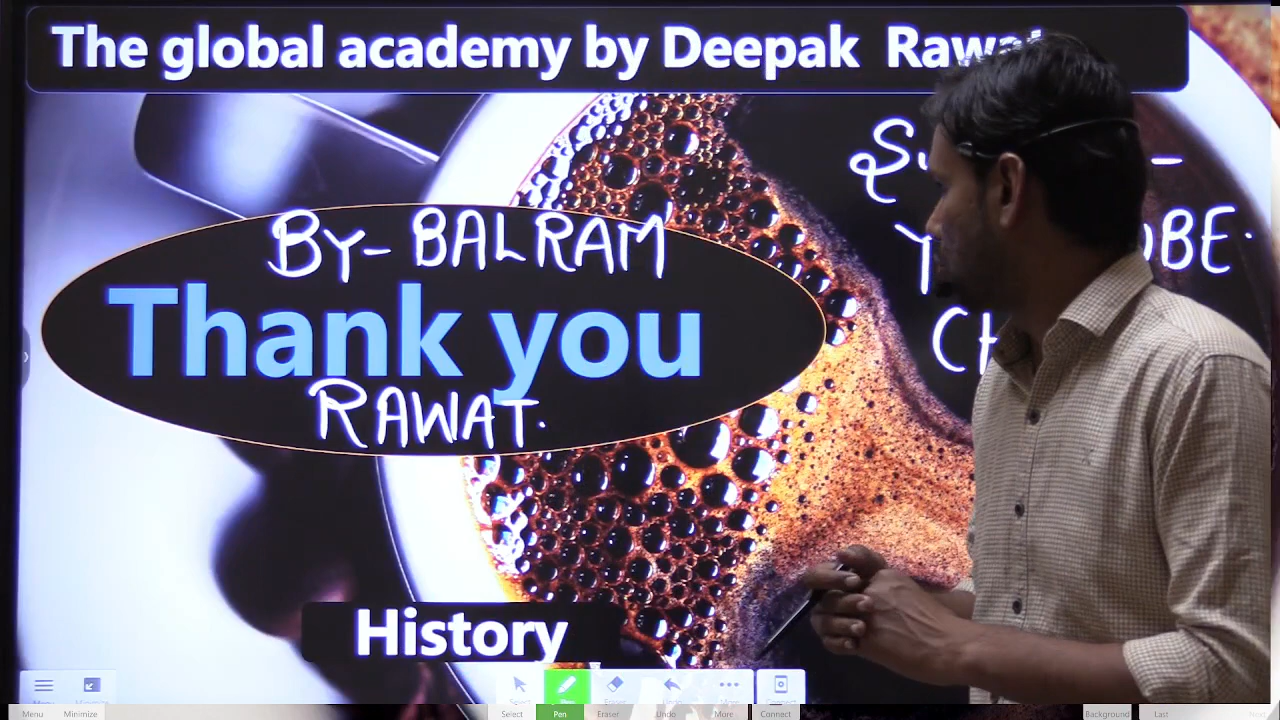 The global academy by Deepak
BY- BALRAM
Thank you
RAWAT.
History
Menu Minimize Select Pen Eraser Undo More Connect Background Last